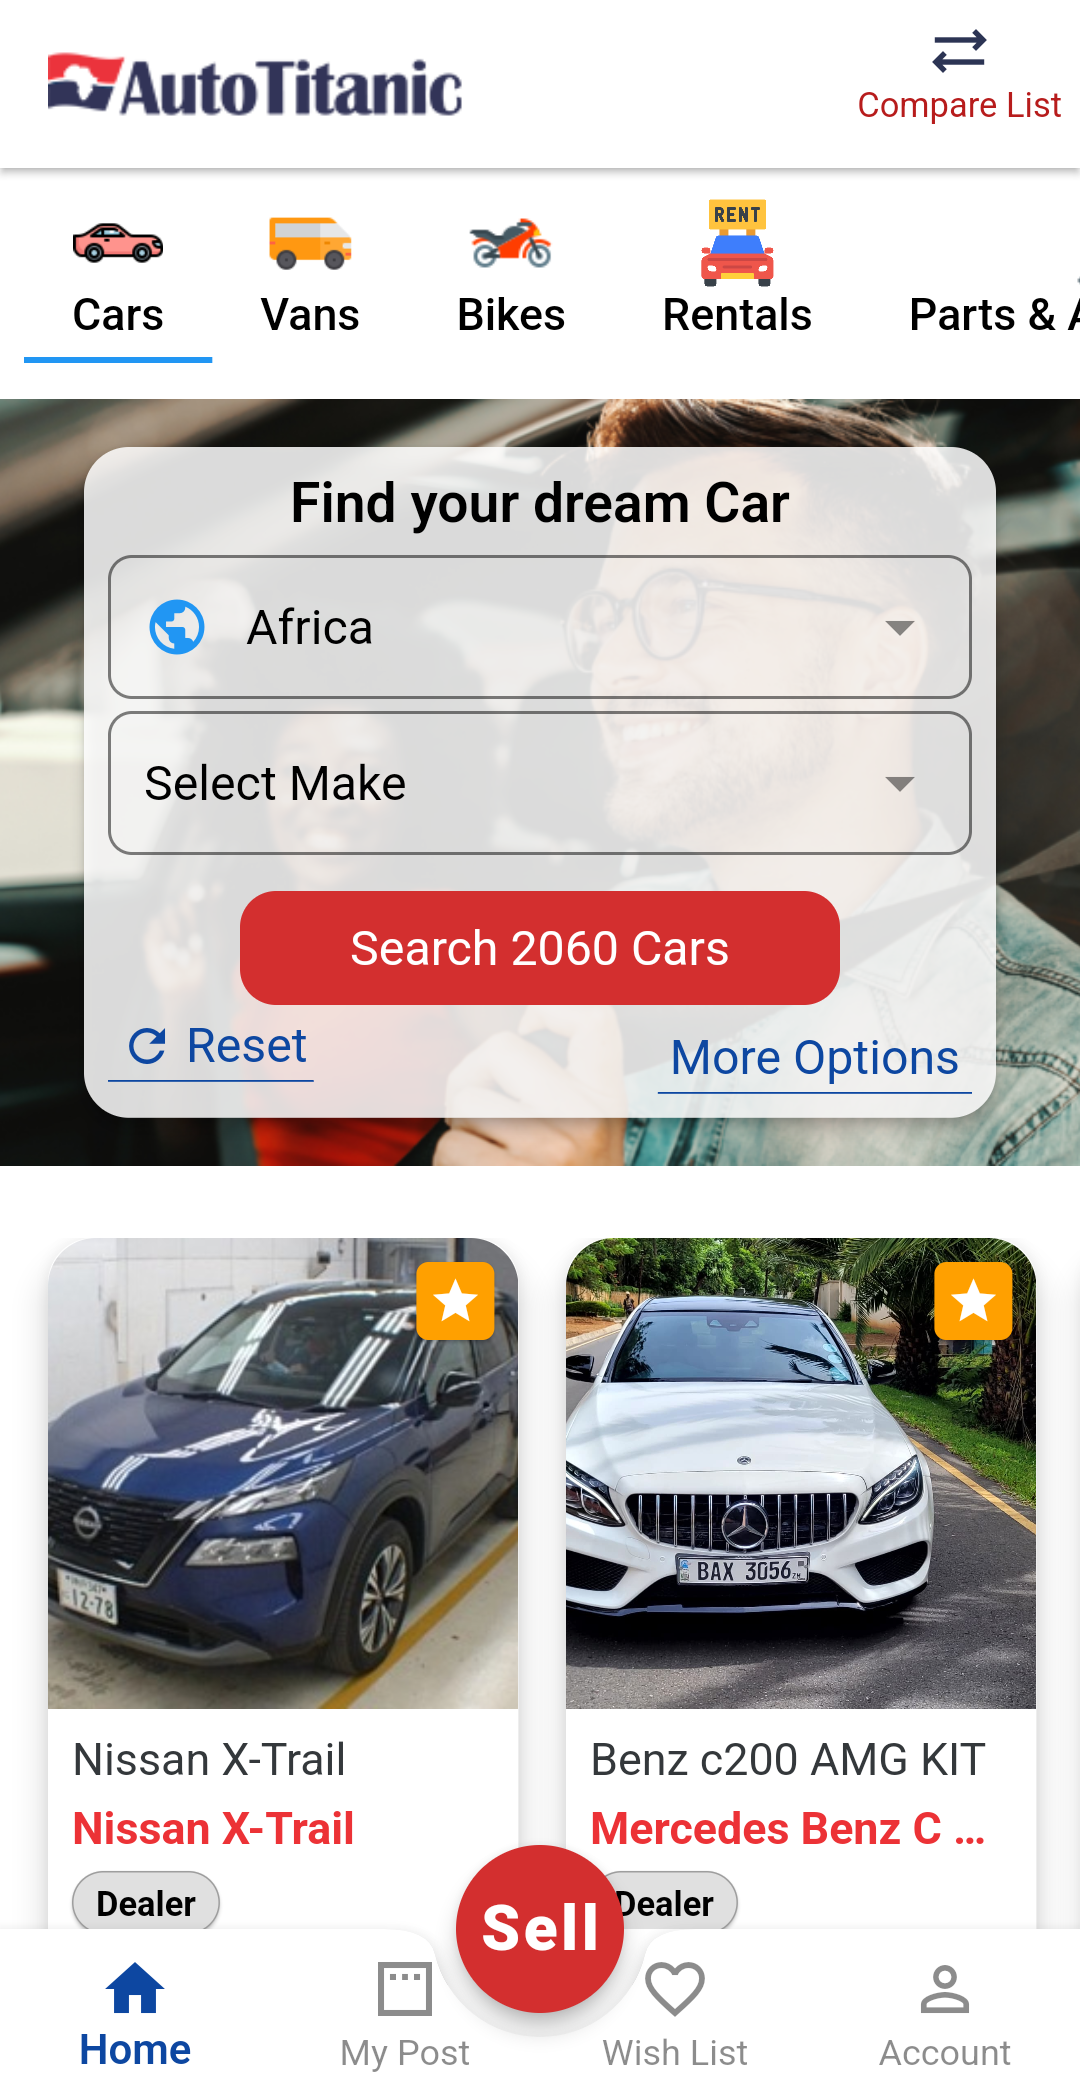 AutoTitanic
Compare List
RENT
Cars
Vans
Bikes
Rentals
Parts &
Find your dream Car
Africa
Select Make
Search 2060 Cars
Reset
More Options
12-78
BAX 3056
Nissan X-Trail
Nissan X-Trail
Dealer
Benz c200 AMG KIT
Mercedes Benz C ...
Dealer
Sell
Home
My Post
Wish List
Account